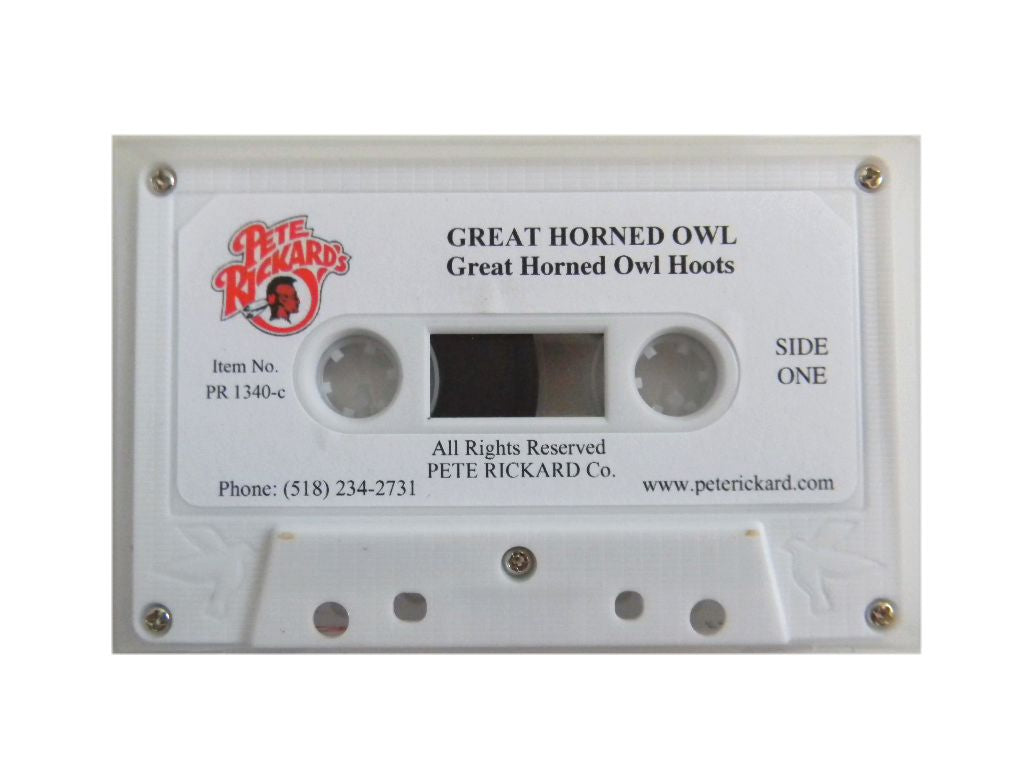 PETE
RICKARD'S
GREAT HORNED OWL
Great Horned Owl Hoots
SIDE
ONE
Item No.
PR 1340-c
All Rights Reserved
PETE RICKARD Co.
Phone: (518) 234-2731
www.peterickard.com